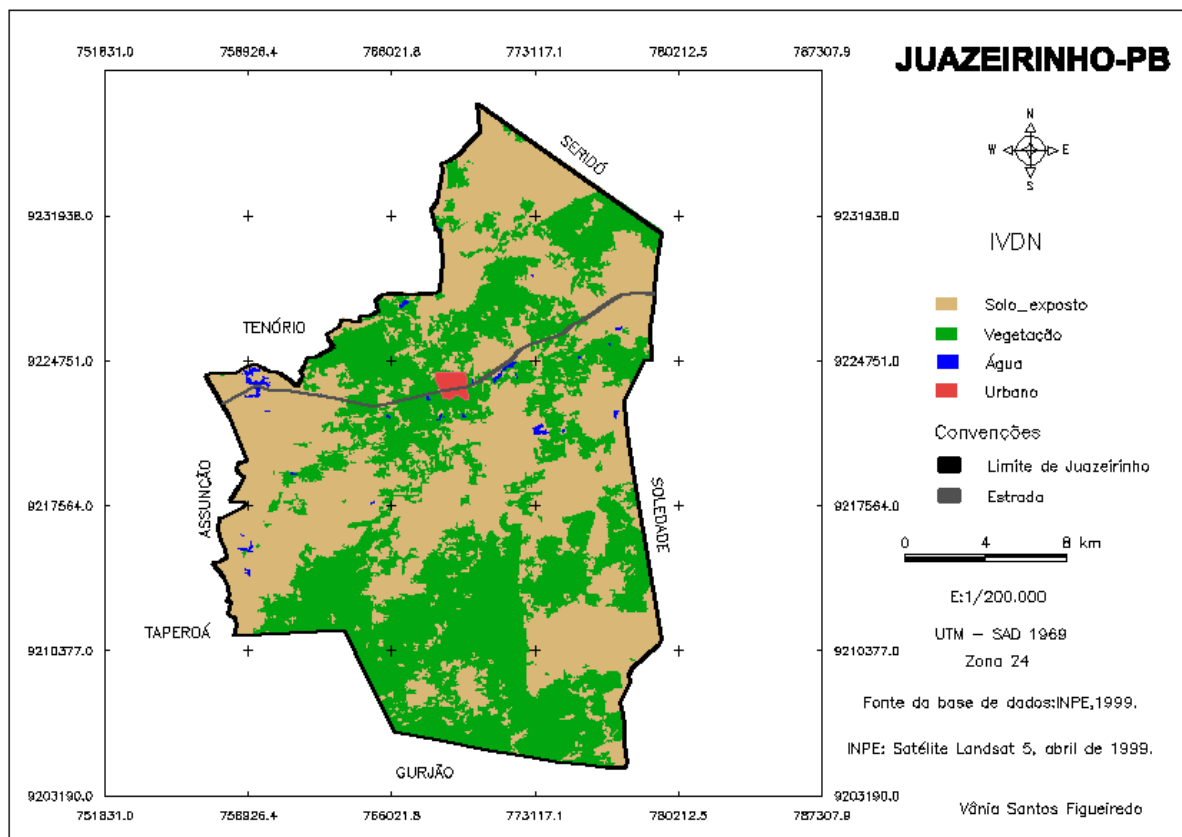 JUAZEIRINHO-PB
751831.0 758926.4 766021.8 773117.1 780212.5 787307.9
N
W E
S
SERIDÓ
9231938.0 9231938.0
IVDN
Solo_exposto
Vegetação
Água
Urbano
TENÓRIO
9224751.0 9224751.0
Convenções
Limite de Juazeirinho
Estrada
ASSUNÇÃO
SOLEDADE
9217564.0 9217564.0
0 4 8 km
E:1/200.000
UTM - SAD 1969
Zona 24
TAPEROÁ
9210377.0 9210377.0
Fonte da base de dados:INPE,1999.
INPE: Satélite Landsat 5, abril de 1999.
GURJÃO
9203190.0 9203190.0
751831.0 758926.4 766021.8 773117.1 780212.5 787307.9
Vânia Santos Figueiredo